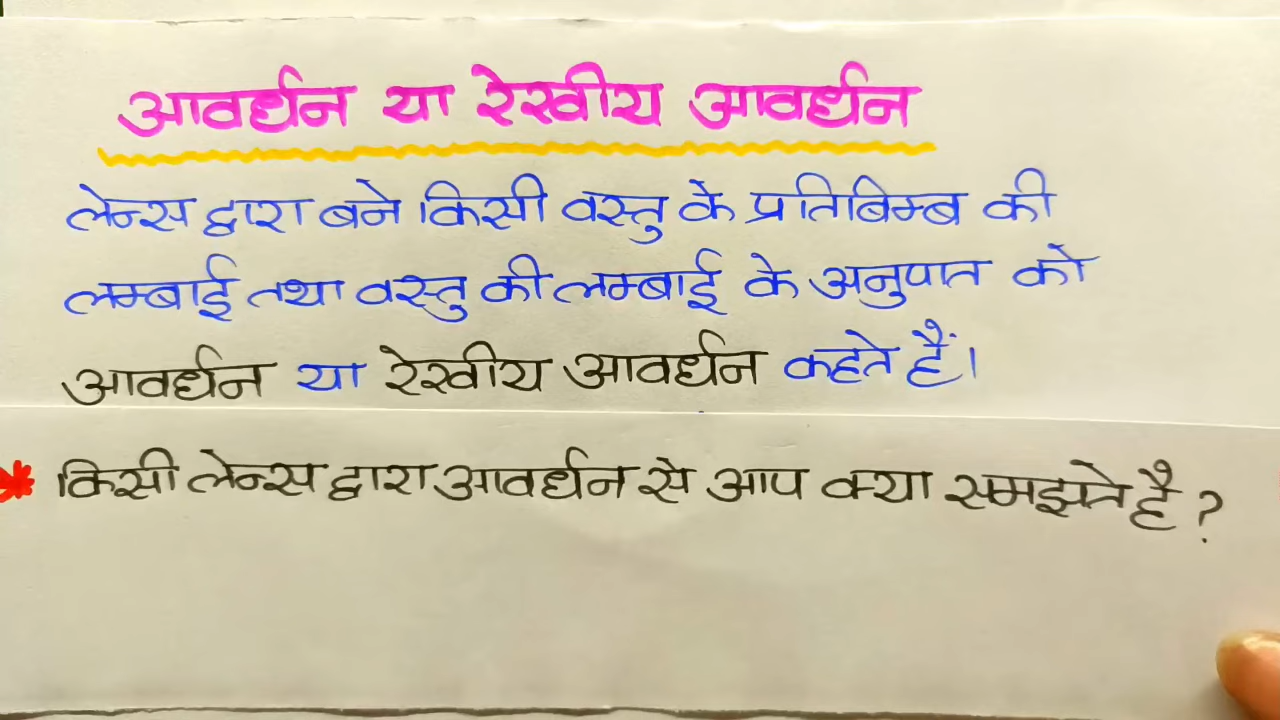 आवर्धन या रेखीय आवर्धन
लेन्स द्वारा बने किसी वस्तु के प्रतिबिम्ब की
लम्बाई तथा वस्तु की लम्बाई के अनुपात को
आवर्धन या रेखीय आवर्धन कहते हैं।
किसी लेन्स द्वारा आवर्धन से आप क्या समझते है ?